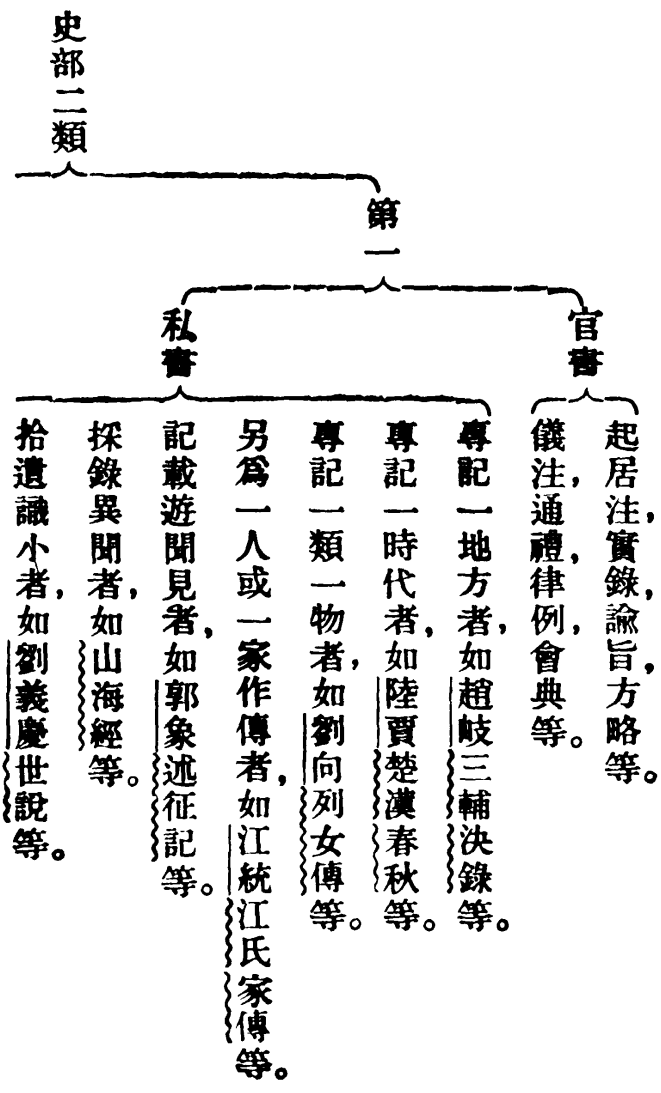 史部二類
第一
官書
起居注，實錄，諭旨，方略等。
儀注，通禮，律例，會典等。
私書
專記一地方者，如趙岐三輔決錄等。
專記一時代者，如陸賈楚漢春秋等。
專記一類一物者，如劉向列女傳等。
另爲一人或一家作傳者，如江統江氏家傳等。
記載遊聞見者，如郭象述征記等。
採錄異聞者，如山海經等。
拾遺識小者，如劉義慶世說等。